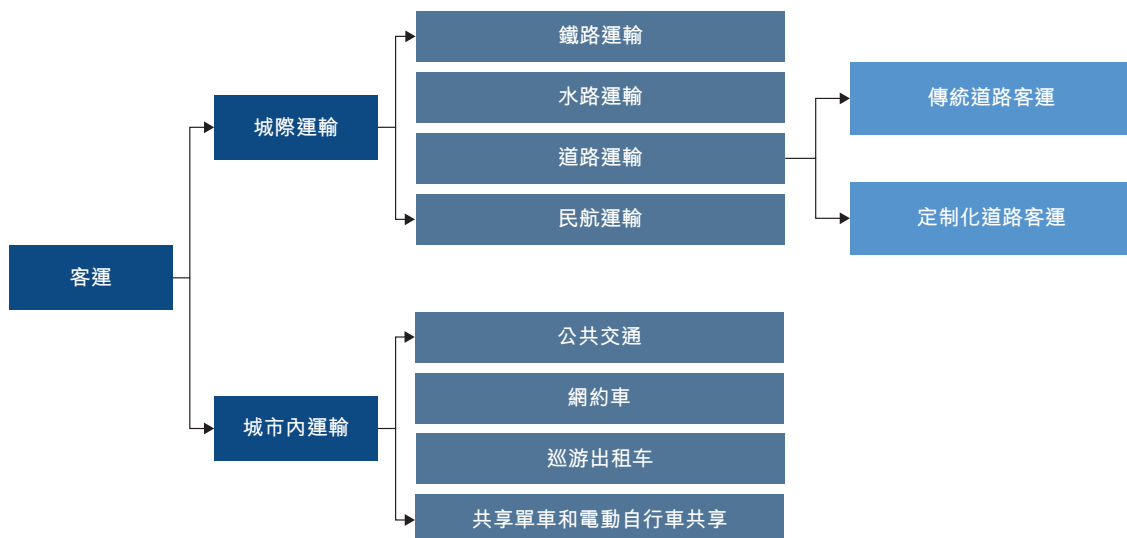 客運
城際運輸
鐵路運輸
水路運輸
道路運輸
民航運輸
傳統道路客運
定制化道路客運
城市內運輸
公共交通
網約車
巡游出租车
共享單車和電動自行車共享